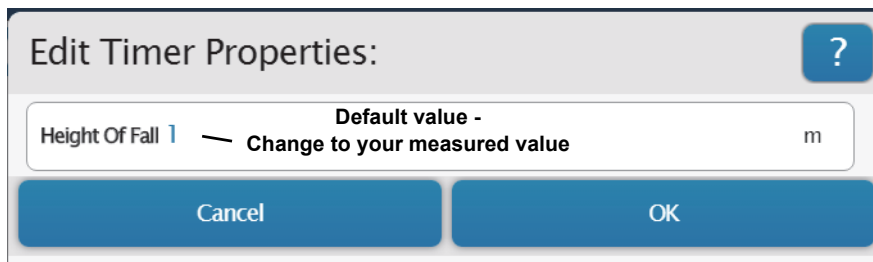 Edit Timer Properties:
?
Default value -
Height Of Fall 1
Change to your measured value
m
Cancel
OK